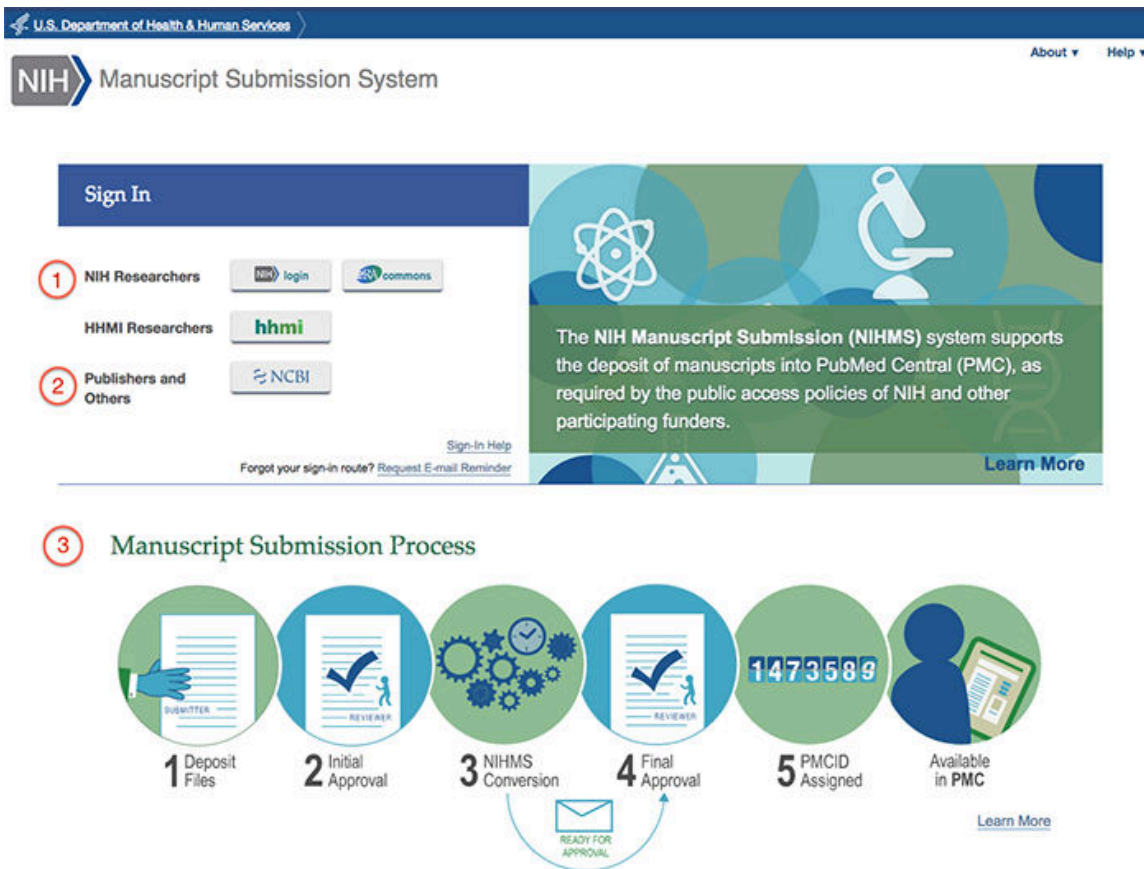 U.S. Department of Health & Human Services
About ▾ Help ▾
NIH Manuscript Submission System
Sign In
1 NIH Researchers NIH login eRA commons
HHMI Researchers hhmi
2 Publishers and
Others
NCBI
Sign-In Help
Forgot your sign-in route? Request E-mail Reminder
The NIH Manuscript Submission (NIHMS) system supports
the deposit of manuscripts into PubMed Central (PMC), as
required by the public access policies of NIH and other
participating funders.
Learn More
3 Manuscript Submission Process
SUBMITTER
REVIEWER
REVIEWER
1473589
1 Deposit
Files
2 Initial
Approval
3 NIHMS
Conversion
4 Final
Approval
5 PMCID
Assigned
Available
in PMC
READY FOR
APPROVAL
Learn More